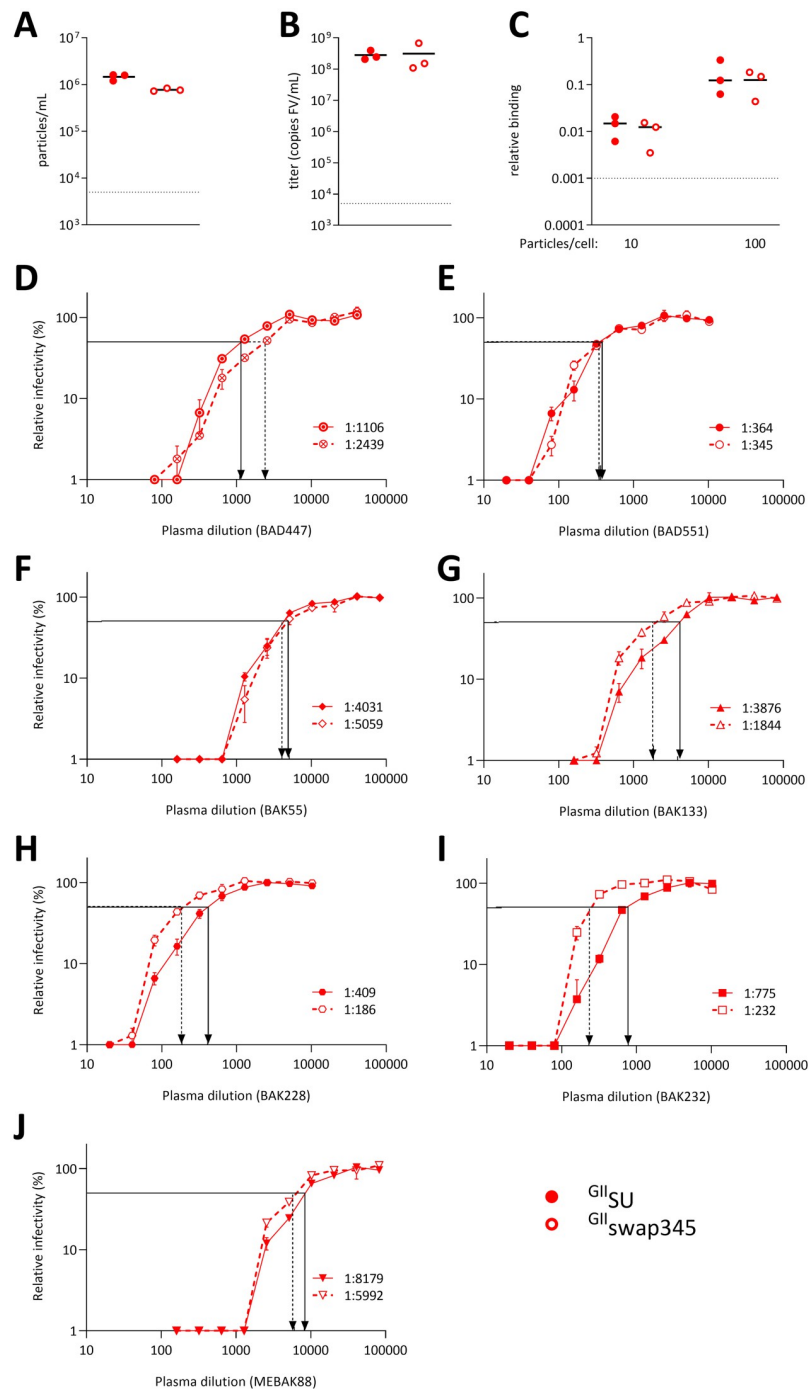 A
10⁷
10⁶
10⁵
10⁴
10³
particles/mL
B
10⁹
10⁸
10⁷
10⁶
10⁵
10⁴
10³
titer (copies FV/mL)
C
1
0.1
0.01
0.001
0.0001
relative binding
Particles/cell: 10 100
D
Relative infectivity (%)
100
10
1
10 100 1000 10000 100000
1:1106
1:2439
Plasma dilution (BAD447)
E
Relative infectivity (%)
100
10
1
10 100 1000 10000 100000
1:364
1:345
Plasma dilution (BAD551)
F
Relative infectivity (%)
100
10
1
10 100 1000 10000 100000
1:4031
1:5059
Plasma dilution (BAK55)
G
Relative infectivity (%)
100
10
1
10 100 1000 10000 100000
1:3876
1:1844
Plasma dilution (BAK133)
H
Relative infectivity (%)
100
10
1
10 100 1000 10000 100000
1:409
1:186
Plasma dilution (BAK228)
I
Relative infectivity (%)
100
10
1
10 100 1000 10000 100000
1:775
1:232
Plasma dilution (BAK232)
J
Relative infectivity (%)
100
10
1
10 100 1000 10000 100000
1:8179
1:5992
Plasma dilution (MEBAK88)
GIISU
GIIswap345